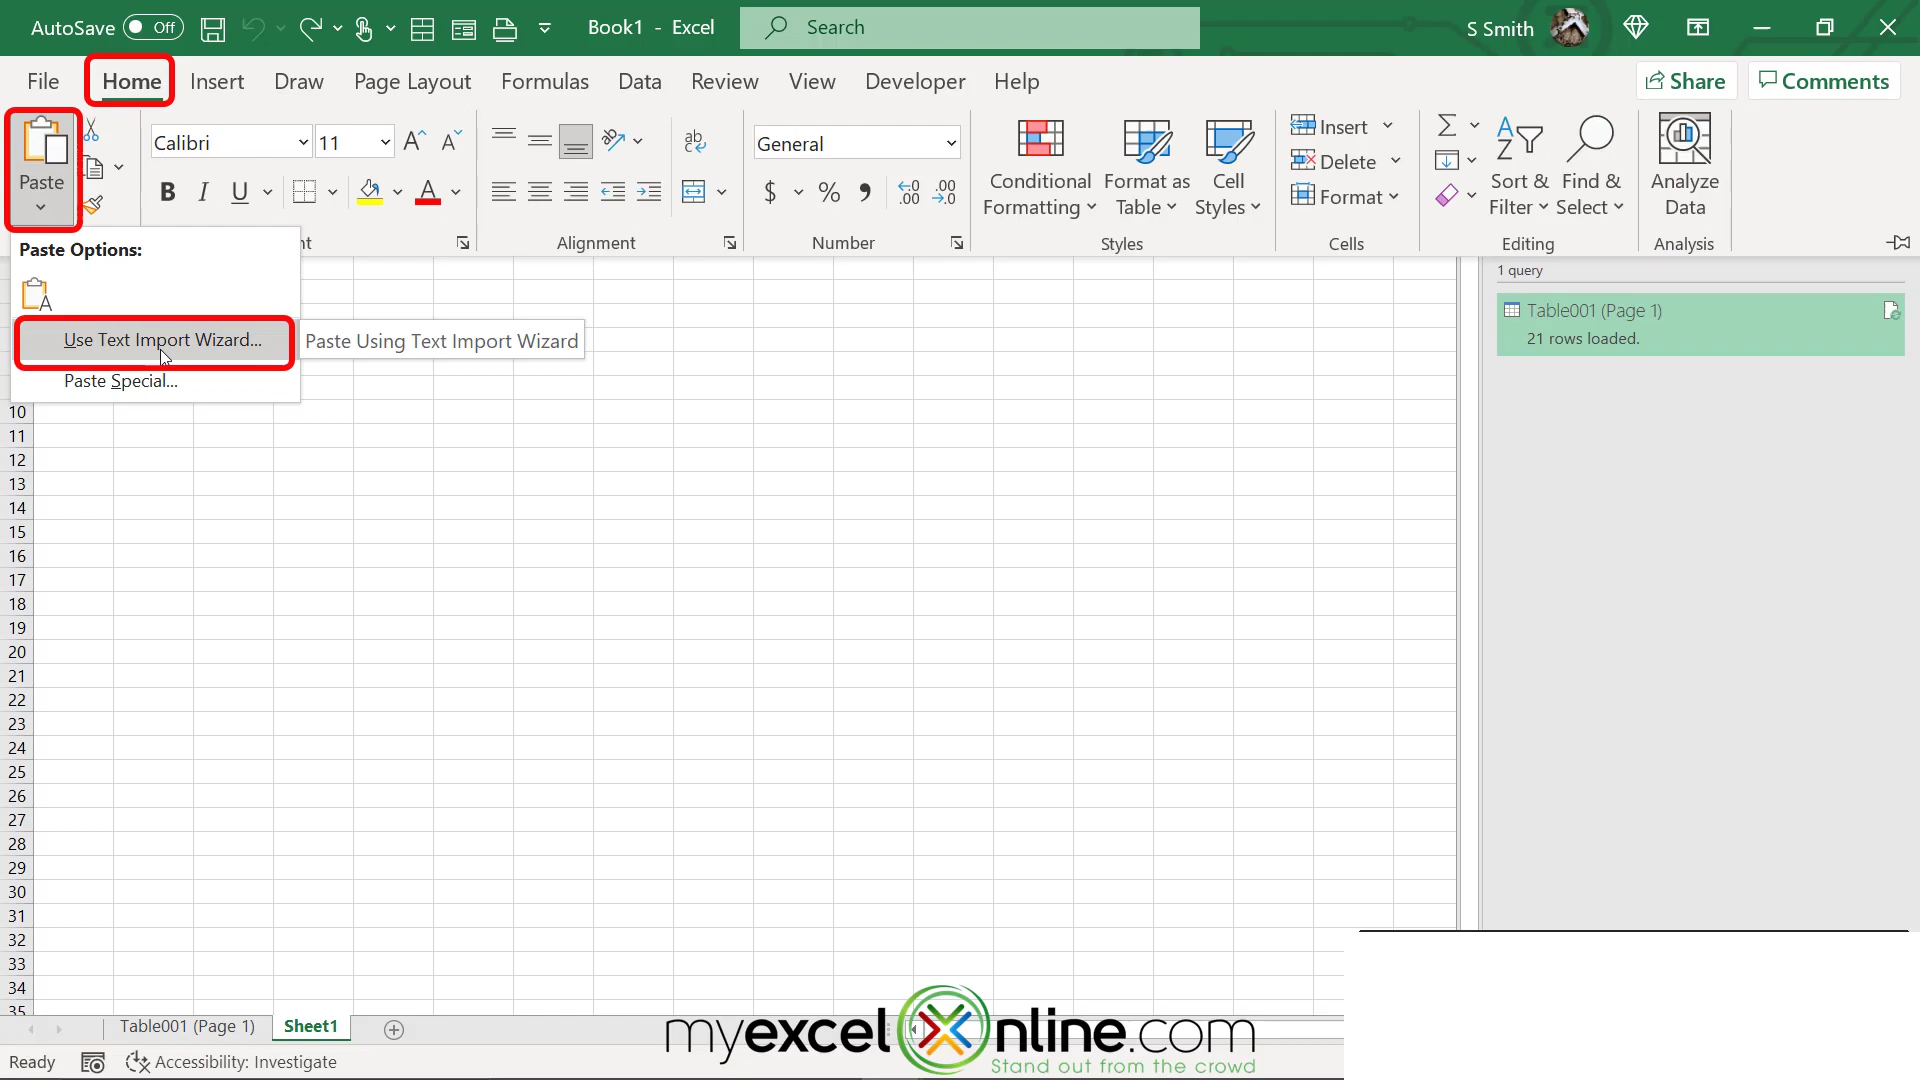 AutoSave Off Book1 - Excel Search S Smith
File Home Insert Draw Page Layout Formulas Data Review View Developer Help Share Comments
Paste
Calibri 11
ab
c
General
$ % 9
.00
.00
Conditional Formatting
Format as Table
Cell Styles
Insert
Delete
Format
Sort & Filter
Find & Select
Analyze Data
nt Alignment Number Styles Cells Editing Analysis
Paste Options:
Use Text Import Wizard...
Paste Using Text Import Wizard
Paste Special...
1 query
Table001 (Page 1)
21 rows loaded.
10
11
12
13
14
15
16
17
18
19
20
21
22
23
24
25
26
27
28
29
30
31
32
33
34
35
Table001 (Page 1) Sheet1
myexcelOnline.com
Stand out from the crowd
Ready Accessibility: Investigate